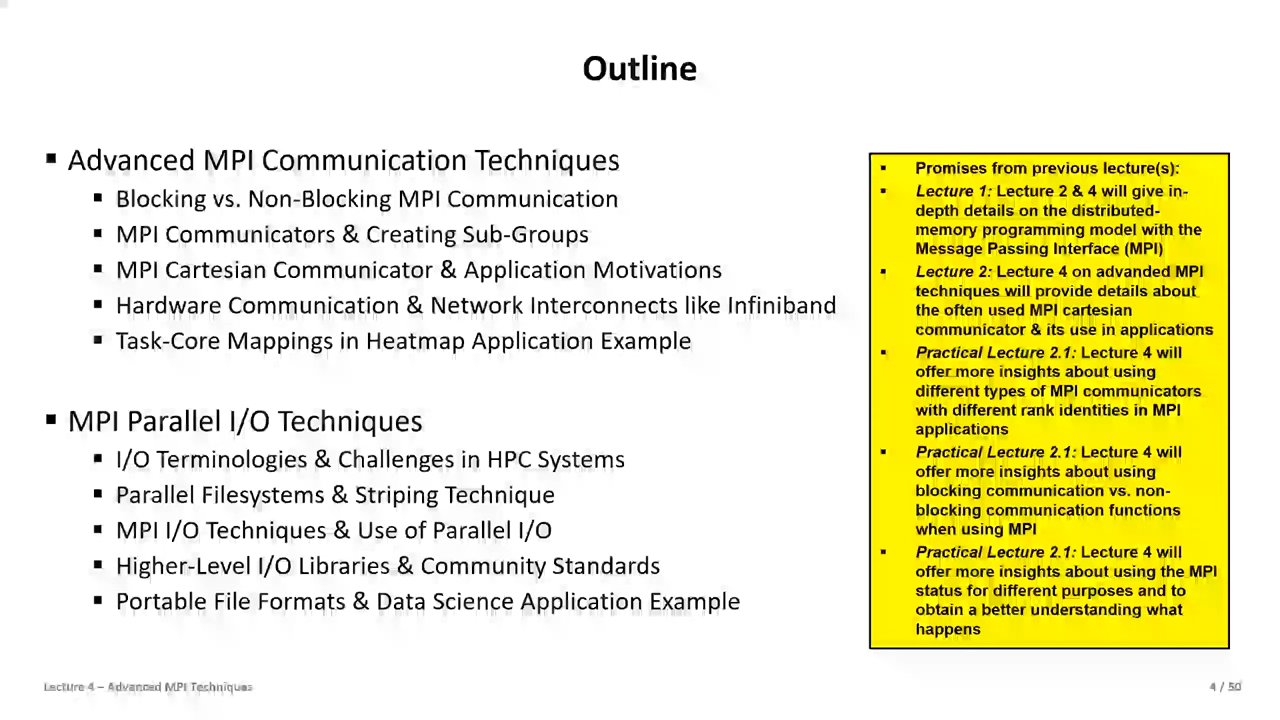 Outline
▪ Advanced MPI Communication Techniques
▪ Blocking vs. Non-Blocking MPI Communication
▪ MPI Communicators & Creating Sub-Groups
▪ MPI Cartesian Communicator & Application Motivations
▪ Hardware Communication & Network Interconnects like Infiniband
▪ Task-Core Mappings in Heatmap Application Example
▪ MPI Parallel I/O Techniques
▪ I/O Terminologies & Challenges in HPC Systems
▪ Parallel Filesystems & Striping Technique
▪ MPI I/O Techniques & Use of Parallel I/O
▪ Higher-Level I/O Libraries & Community Standards
▪ Portable File Formats & Data Science Application Example
▪ Promises from previous lecture(s):
▪ Lecture 1: Lecture 2 & 4 will give in-
depth details on the distributed-
memory programming model with the
Message Passing Interface (MPI)
▪ Lecture 2: Lecture 4 on advanded MPI
techniques will provide details about
the often used MPI cartesian
communicator & its use in applications
▪ Practical Lecture 2.1: Lecture 4 will
offer more insights about using
different types of MPI communicators
with different rank identities in MPI
applications
▪ Practical Lecture 2.1: Lecture 4 will
offer more insights about using
blocking communication vs. non-
blocking communication functions
when using MPI
▪ Practical Lecture 2.1: Lecture 4 will
offer more insights about using the MPI
status for different purposes and to
obtain a better understanding what
happens
Lecture 4 – Advanced MPI Techniques
4 / 50